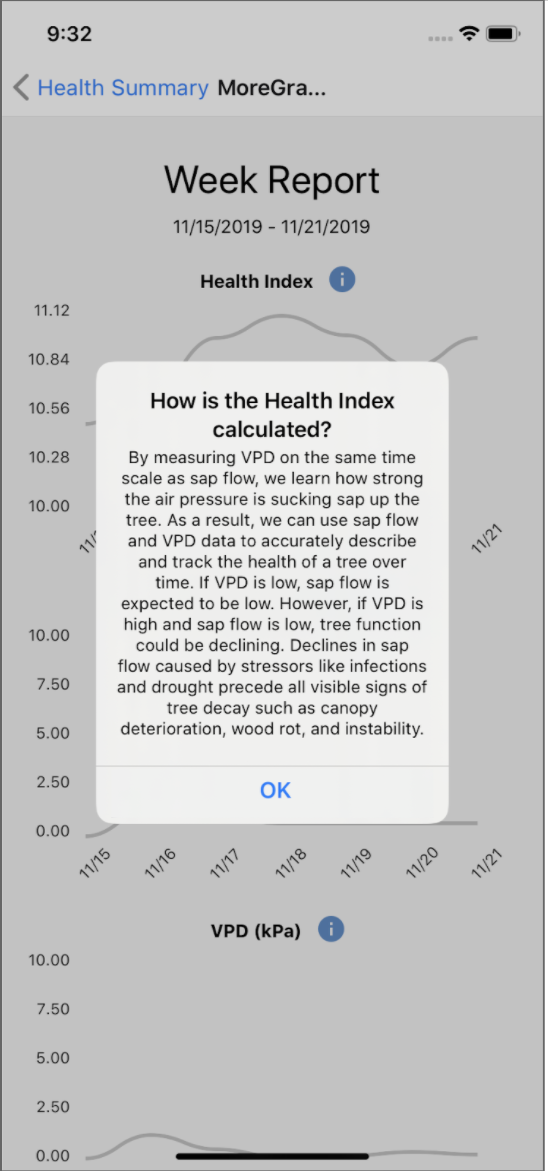 9:32
Health Summary MoreGra...
Week Report
11/15/2019 - 11/21/2019
Health Index
11.12
10.84
10.56
10.28
10.00
11/21
How is the Health Index
calculated?
By measuring VPD on the same time
scale as sap flow, we learn how strong
the air pressure is sucking sap up the
tree. As a result, we can use sap flow
and VPD data to accurately describe
and track the health of a tree over
time. If VPD is low, sap flow is
expected to be low. However, if VPD is
high and sap flow is low, tree function
could be declining. Declines in sap
flow caused by stressors like infections
and drought precede all visible signs of
tree decay such as canopy
deterioration, wood rot, and instability.
OK
10.00
7.50
5.00
2.50
0.00
11/15 11/16 11/17 11/18 11/19 11/20 11/21
VPD (kPa)
10.00
7.50
5.00
2.50
0.00